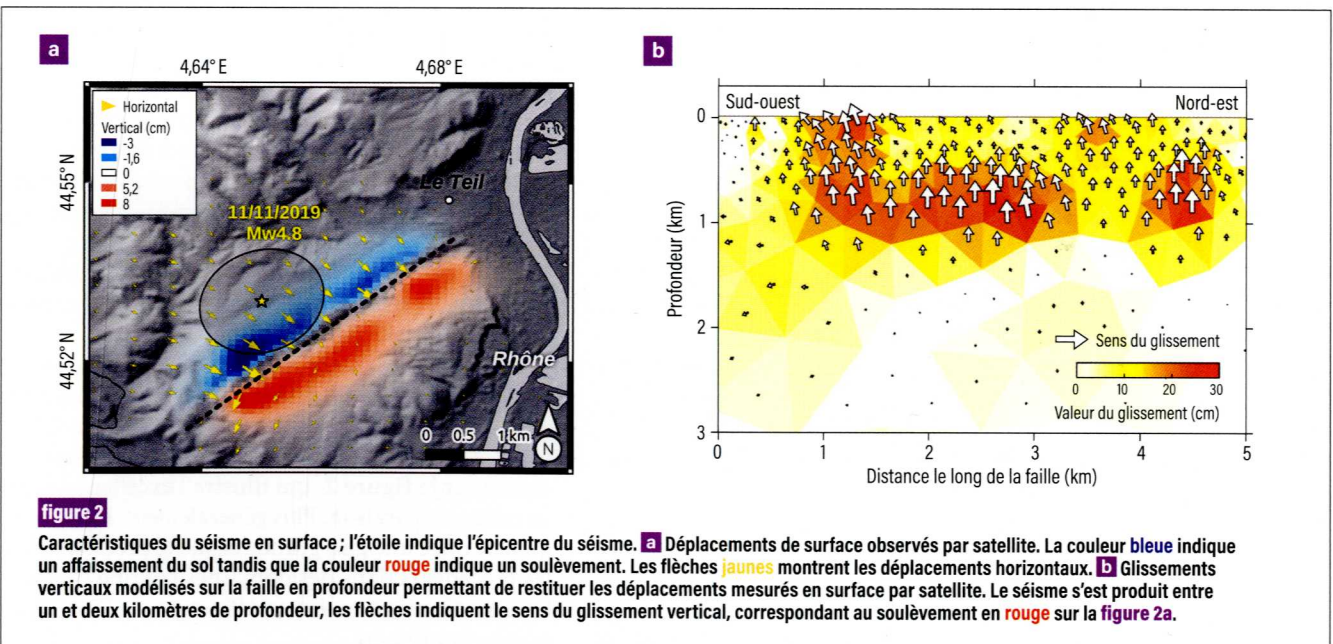 a
4,64° E
4,68° E
Horizontal
Vertical (cm)
-3
-1,6
0
5,2
8
44,55° N
44,52° N
Le Teil
11/11/2019
Mw4.8
Rhône
0 0.5 1 km
N
b
Sud-ouest
Nord-est
0
1
2
3
Profondeur (km)
Sens du glissement
0 10 20 30
Valeur du glissement (cm)
0 1 2 3 4 5
Distance le long de la faille (km)
figure 2
Caractéristiques du séisme en surface ; l'étoile indique l'épicentre du séisme. a Déplacements de surface observés par satellite. La couleur bleue indique
un affaissement du sol tandis que la couleur rouge indique un soulèvement. Les flèches jaunes montrent les déplacements horizontaux. b Glissements
verticaux modélisés sur la faille en profondeur permettant de restituer les déplacements mesurés en surface par satellite. Le séisme s'est produit entre
un et deux kilomètres de profondeur, les flèches indiquent le sens du glissement vertical, correspondant au soulèvement en rouge sur la figure 2a.